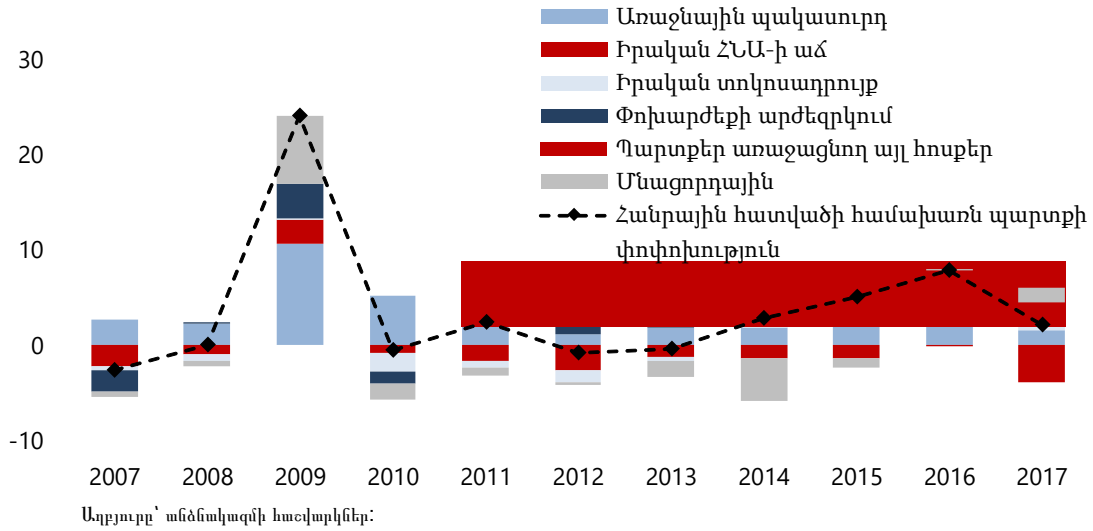 Առաջնային պակասուրդ
Իրական ՀՆԱ-ի աճ
Իրական տոկոսադրույք
Փոխարժեքի արժեզրկում
Պարտքեր առաջացնող այլ հոսքեր
Մնացորդային
Հանրային հատվածի համախառն պարտքի
փոփոխություն
30
20
10
0
-10
2007 2008 2009 2010 2011 2012 2013 2014 2015 2016 2017
Աղբյուրը՝ անձնակազմի հաշվարկներ: